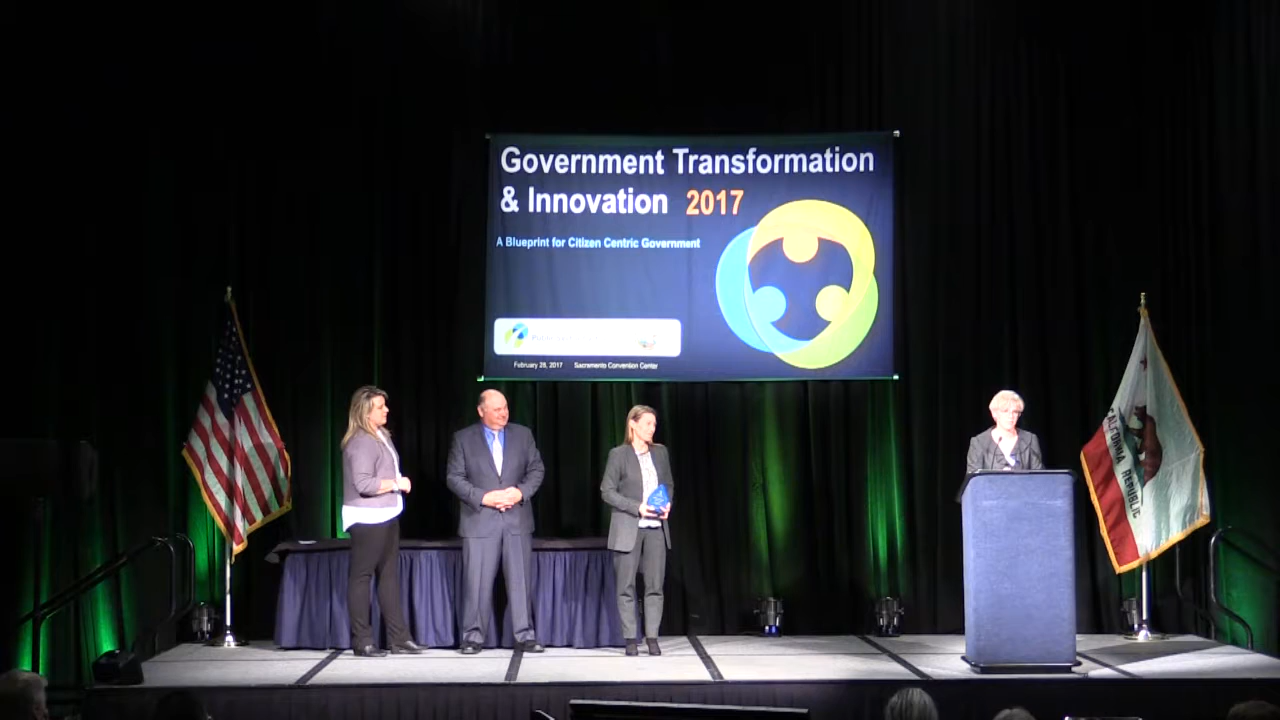 Government Transformation
& Innovation 2017
A Blueprint for Citizen Centric Government
February 28, 2017 Sacramento Convention Center
CALIFORNIA REPUBLIC